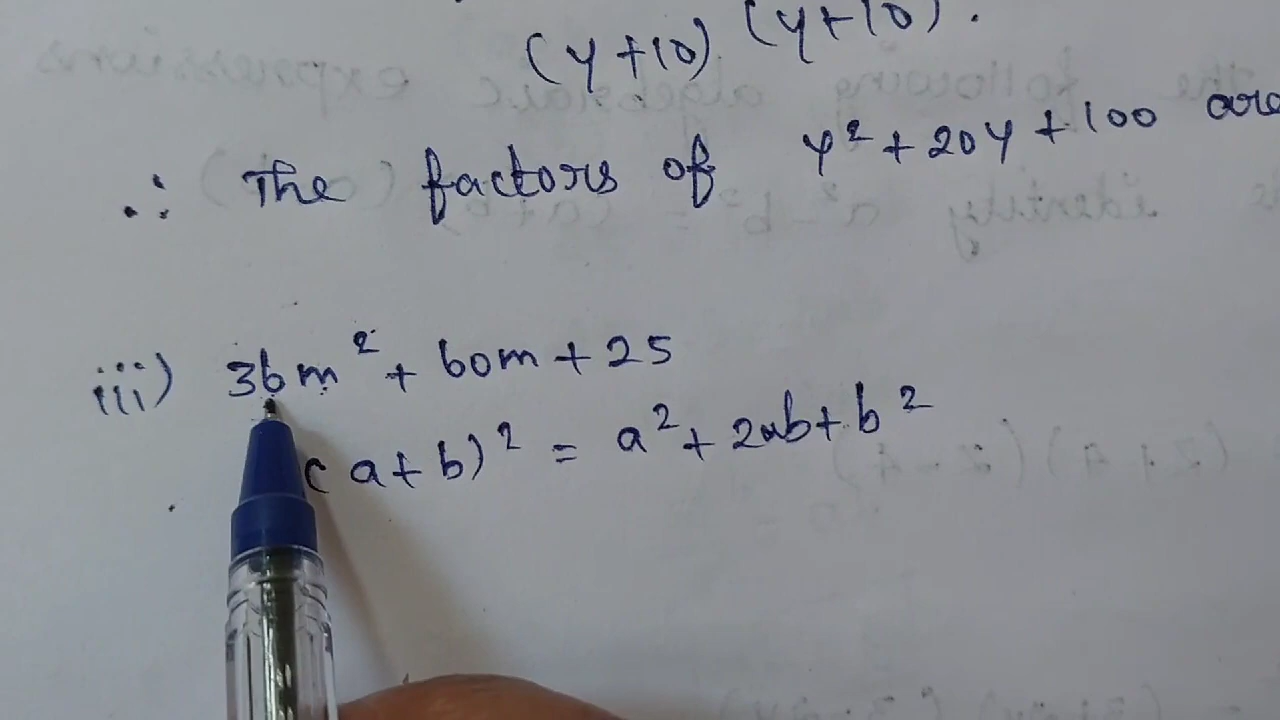 (y+10) (y+10).
∴ The factors of y² + 20y + 100 are
iii) 36m² + 60m + 25
(a+b)² = a² + 2ab + b²